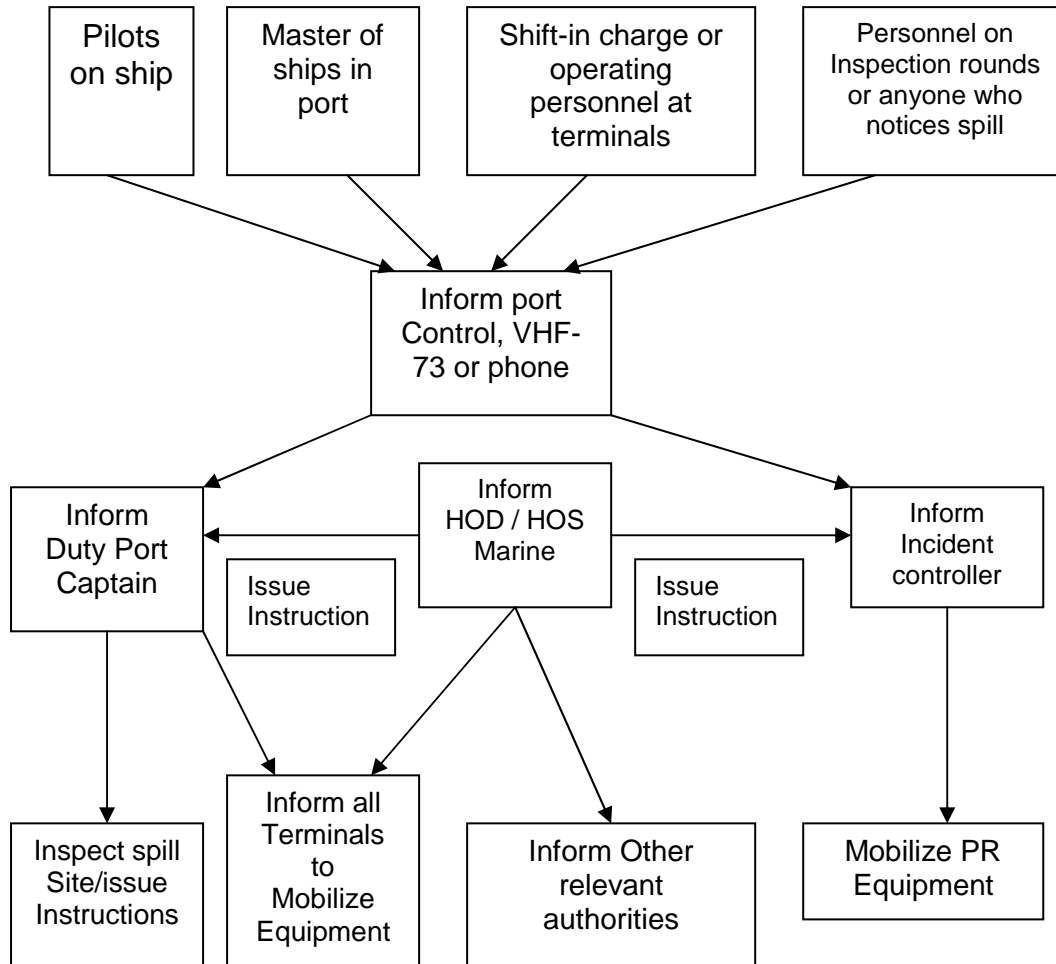 Pilots
on ship
Master of
ships in
port
Shift-in charge or
operating
personnel at
terminals
Personnel on
Inspection rounds
or anyone who
notices spill
Inform port
Control, VHF-
73 or phone
Inform
Duty Port
Captain
Inform
HOD / HOS
Marine
Inform
Incident
controller
Issue
Instruction
Issue
Instruction
Inspect spill
Site/issue
Instructions
Inform all
Terminals
to
Mobilize
Equipment
Inform Other
relevant
authorities
Mobilize PR
Equipment